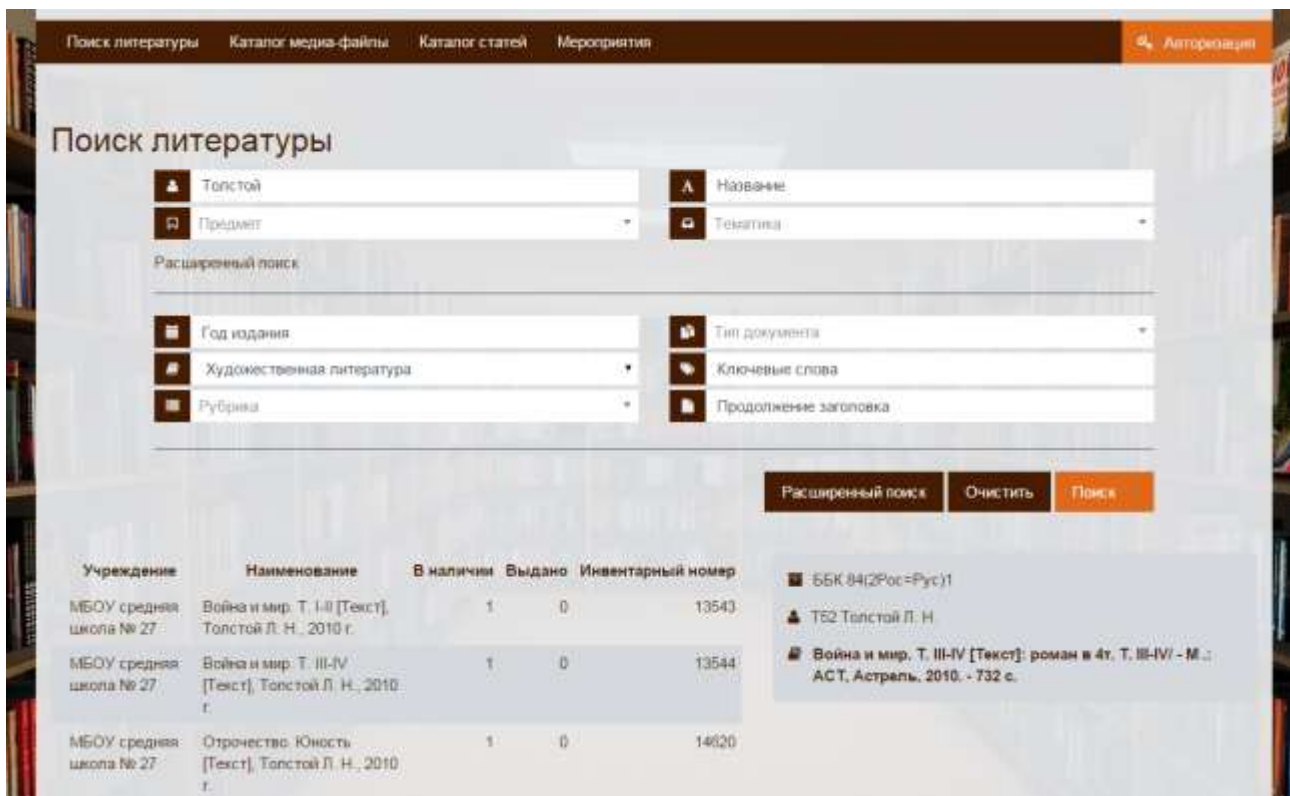 Поиск литературы Каталог медиа-файлы Каталог статей Мероприятия Авторизация
Поиск литературы
Толстой
A Название
Предмет
Тематика
Расширенный поиск
Год издания
Тип документа
Художественная литература
Ключевые слова
Рубрика
Продолжение заголовка
Расширенный поиск Очистить Поиск
Учреждение Наименование В наличии Выдано Инвентарный номер
МБОУ средняя школа № 27
Война и мир. Т. I-II [Текст],
Толстой Л. Н., 2010 г.
1 0 13543
МБОУ средняя школа № 27
Война и мир. Т. III-IV
[Текст], Толстой Л. Н., 2010
г.
1 0 13544
МБОУ средняя школа № 27
Отрочество. Юность
[Текст], Толстой Л. Н., 2010
г.
1 0 14620
ББК 84(2Рос=Рус)1
Т52 Толстой Л. Н.
Война и мир. Т. III-IV [Текст]: роман в 4т. Т. III-IV/ - М .:
АСТ, Астрель, 2010. - 732 с.